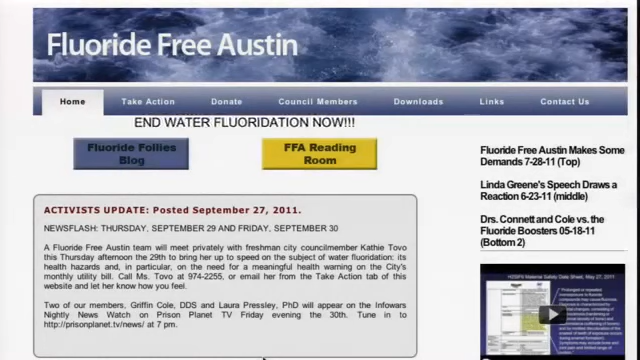 Fluoride Free Austin
Home
Take Action
Donate
Council Members
Downloads
Links
Contact Us
END WATER FLUORIDATION NOW!!!
Fluoride Follies
Blog
FFA Reading
Room
Fluoride Free Austin Makes Some
Demands 7-28-11 (Top)
Linda Greene's Speech Draws a
Reaction 6-23-11 (middle)
Drs. Connett and Cole vs. the
Fluoride Boosters 05-18-11
(Bottom 2)
ACTIVISTS UPDATE: Posted September 27, 2011.
NEWSFLASH: THURSDAY, SEPTEMBER 29 AND FRIDAY, SEPTEMBER 30
A Fluoride Free Austin team will meet privately with freshman city councilmember Kathie Tovo
this Thursday afternoon the 29th to bring her up to speed on the subject of water fluoridation: its
health hazards and, in particular, on the need for a meaningful health warning on the City's
monthly utility bill. Call Ms. Tovo at 974-2255, or email her from the Take Action tab of this
website and let her know how you feel.
Two of our members, Griffin Cole, DDS and Laura Pressley, PhD will appear on the Infowars
Nightly News Watch on Prison Planet TV Friday evening the 30th. Tune in to
http://prisonplanet.tv/news/ at 7 pm.